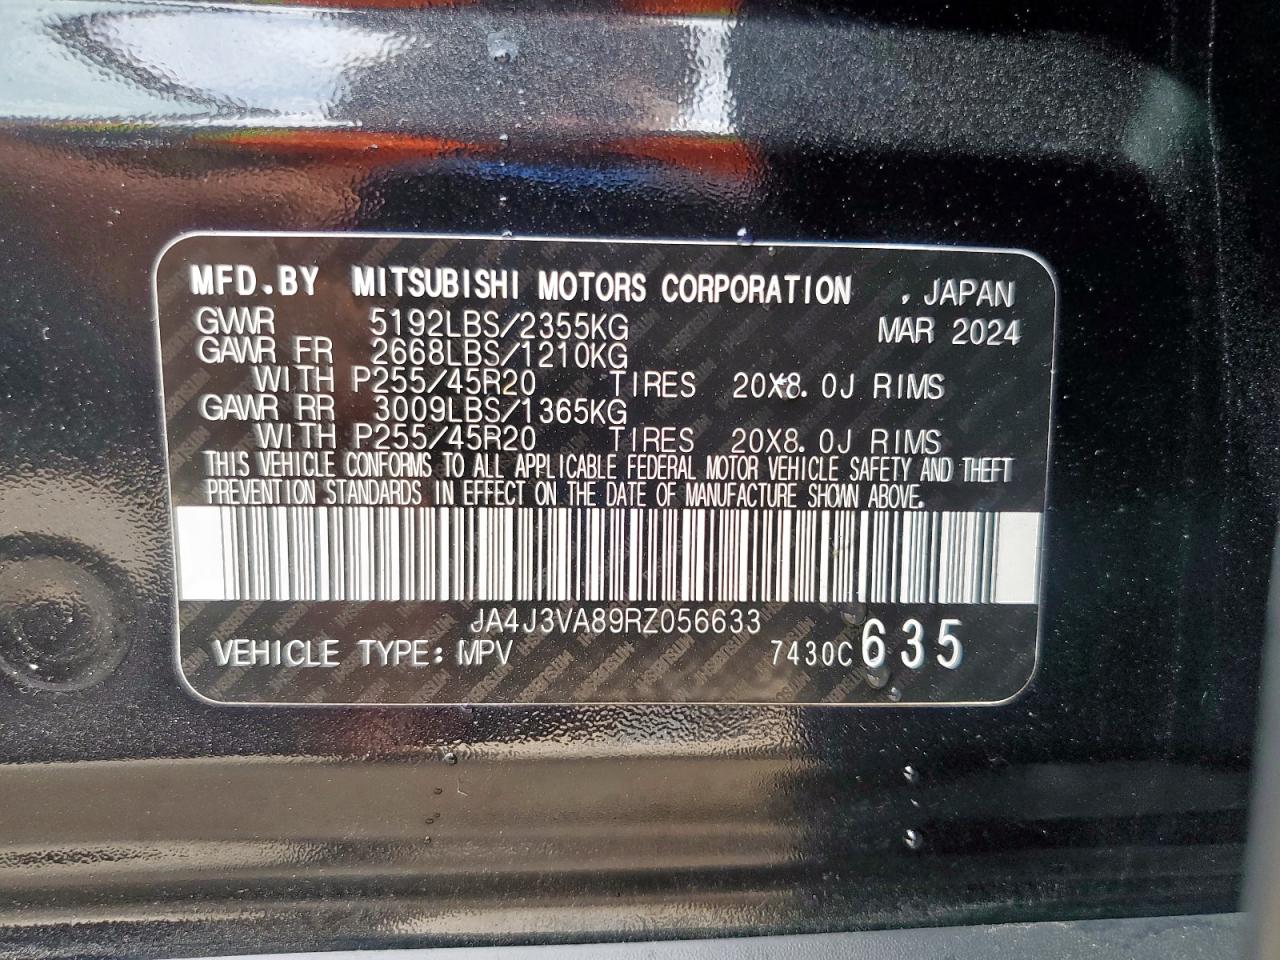 MFD.BY MITSUBISHI MOTORS CORPORATION , JAPAN
GVWR 5192LBS/2355KG MAR 2024
GAWR FR 2668LBS/1210KG
WITH P255/45R20 TIRES 20X8.0J RIMS
GAWR RR 3009LBS/1365KG
WITH P255/45R20 TIRES 20X8.0J RIMS
THIS VEHICLE CONFORMS TO ALL APPLICABLE FEDERAL MOTOR VEHICLE SAFETY AND THEFT
PREVENTION STANDARDS IN EFFECT ON THE DATE OF MANUFACTURE SHOWN ABOVE.
JA4J3VA89RZ056633
VEHICLE TYPE: MPV 7430C 635